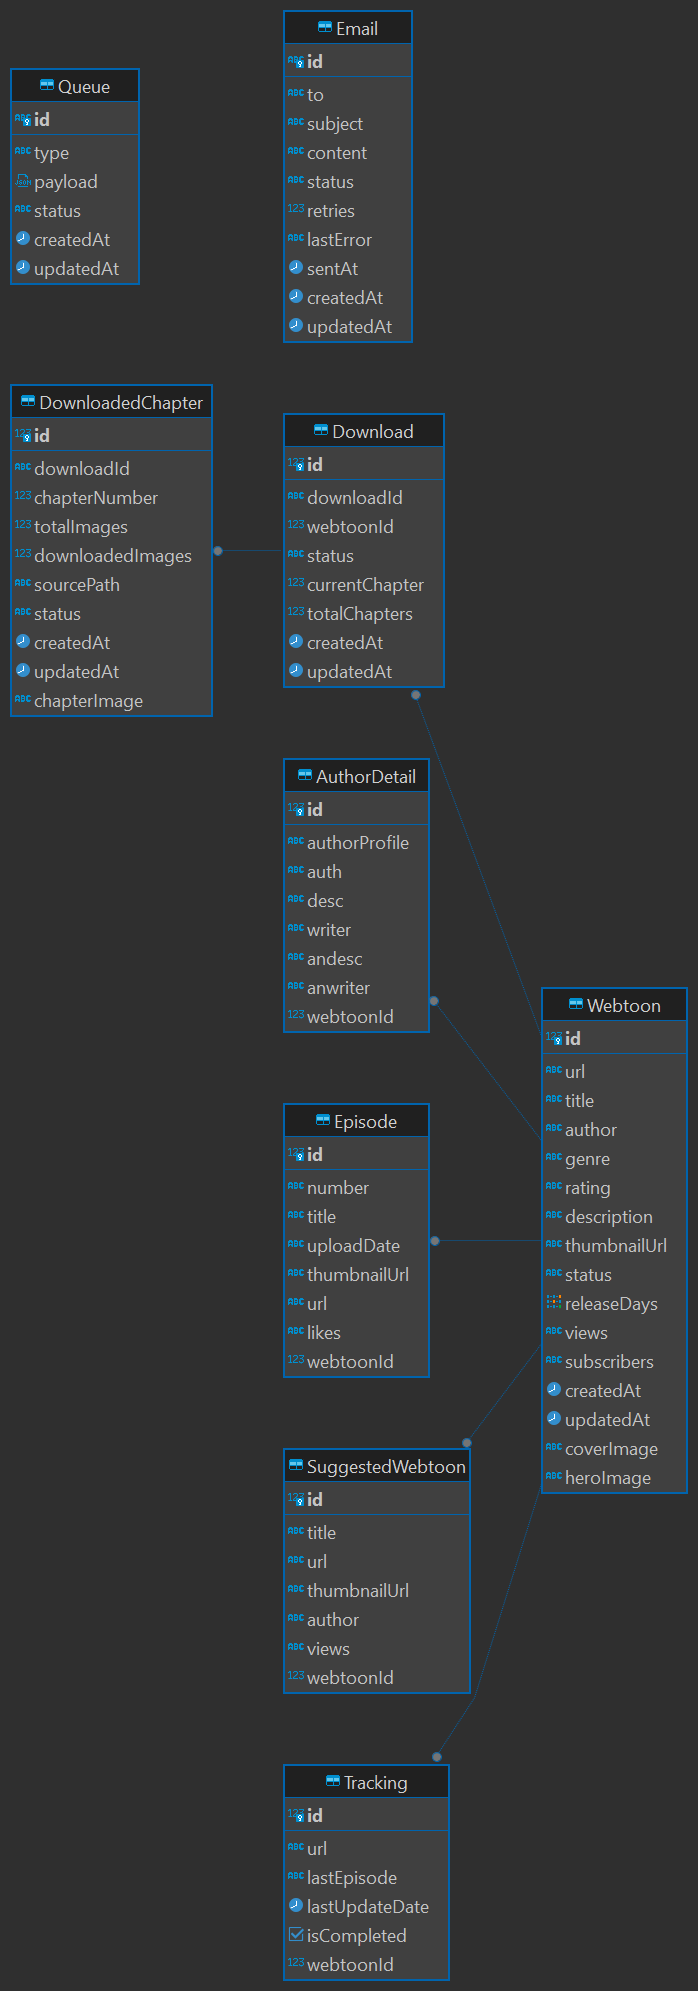 Email
id
to
subject
content
status
retries
lastError
sentAt
createdAt
updatedAt
Queue
id
type
payload
status
createdAt
updatedAt
DownloadedChapter
id
downloadId
chapterNumber
totalImages
downloadedImages
sourcePath
status
createdAt
updatedAt
chapterImage
Download
id
downloadId
webtoonId
status
currentChapter
totalChapters
createdAt
updatedAt
AuthorDetail
id
authorProfile
auth
desc
writer
andesc
anwriter
webtoonId
Webtoon
id
url
title
author
genre
rating
description
thumbnailUrl
status
releaseDays
views
subscribers
createdAt
updatedAt
coverImage
heroImage
Episode
id
number
title
uploadDate
thumbnailUrl
url
likes
webtoonId
SuggestedWebtoon
id
title
url
thumbnailUrl
author
views
webtoonId
Tracking
id
url
lastEpisode
lastUpdateDate
isCompleted
webtoonId